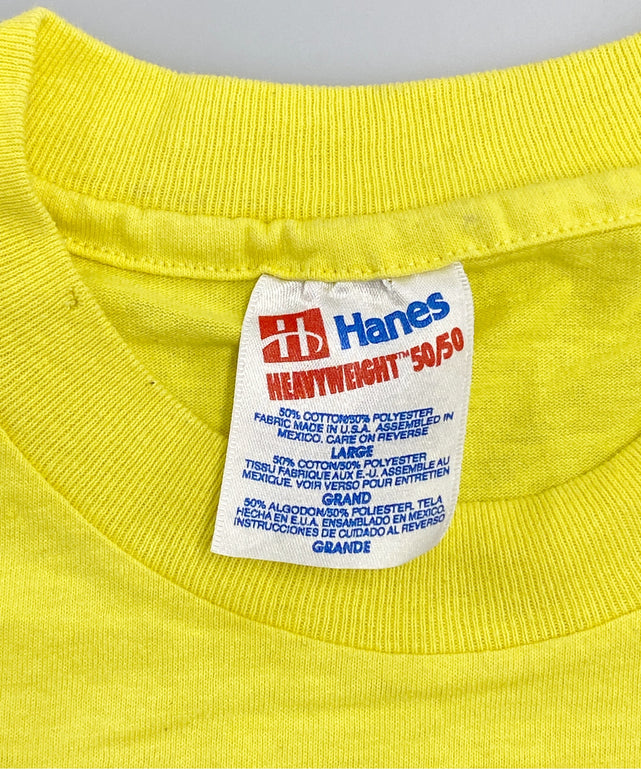 H Hanes
HEAVYWEIGHT™ 50/50
50% COTTON/50% POLYESTER
FABRIC MADE IN U.S.A. ASSEMBLED IN
MEXICO. CARE ON REVERSE
LARGE
50% COTON/50% POLYESTER
TISSU FABRIQUE AUX E.-U. ASSEMBLE AU
MEXIQUE. VOIR VERSO POUR ENTRETIEN
GRAND
50% ALGODON/50% POLIESTER. TELA
HECHA EN E.U.A. ENSAMBLADO EN MEXICO.
INSTRUCCIONES DE CUIDADO AL REVERSO
GRANDE